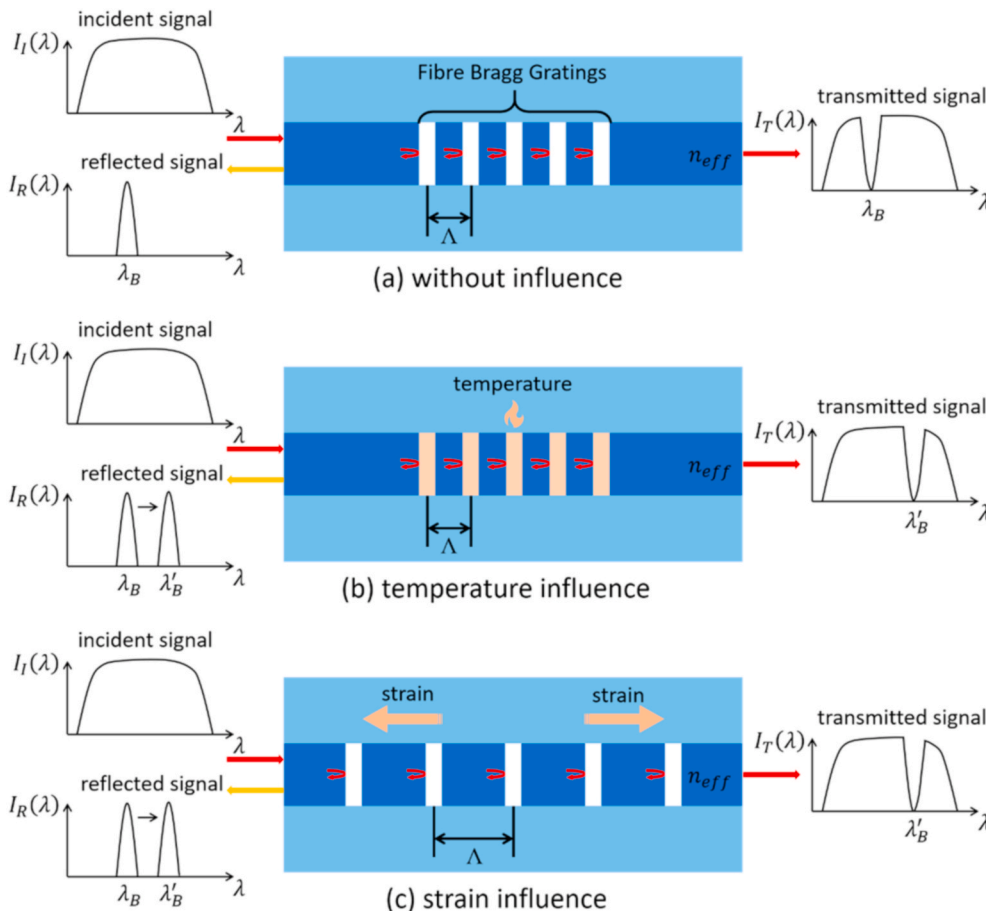 incident signal
I_I(λ)
λ
reflected signal
I_R(λ)
λ_B
λ
Fibre Bragg Gratings
n_eff
Λ
transmitted signal
I_T(λ)
λ_B
λ
(a) without influence
incident signal
I_I(λ)
λ
reflected signal
I_R(λ)
λ_B
λ'_B
λ
temperature
n_eff
Λ
transmitted signal
I_T(λ)
λ'_B
λ
(b) temperature influence
incident signal
I_I(λ)
λ
reflected signal
I_R(λ)
λ_B
λ'_B
λ
strain
strain
n_eff
Λ
transmitted signal
I_T(λ)
λ'_B
λ
(c) strain influence